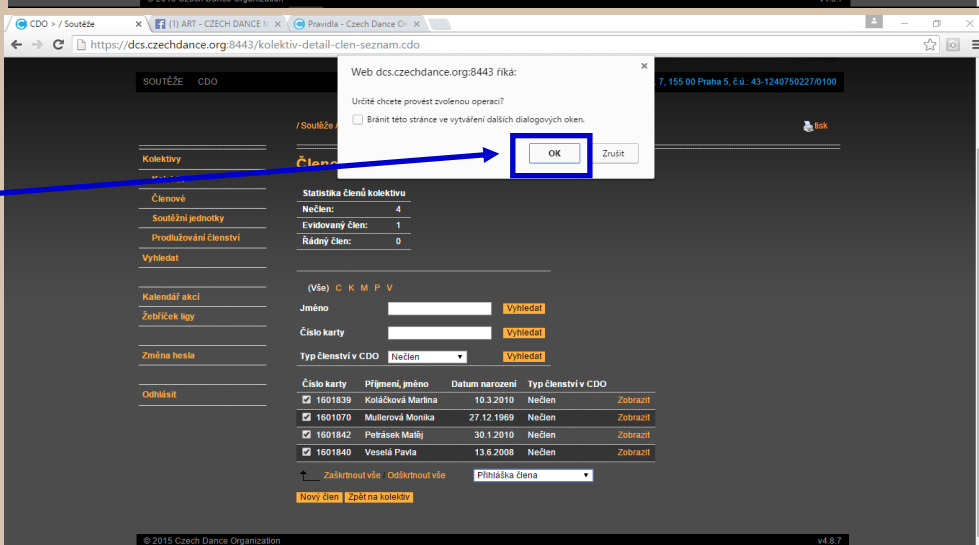 © 2015 Czech Dance Organization v4.8.7
CDO > / Soutěže
(1) ART - CZECH DANCE M
Pravidla - Czech Dance Or
https://dcs.czechdance.org:8443/kolektiv-detail-clen-seznam.cdo
SOUTĚŽE CDO
7, 155 00 Praha 5, č.ú.: 43-1240750227/0100
Web dcs.czechdance.org:8443 říká:
Určitě chcete provést zvolenou operaci?
Bránit této stránce ve vytváření dalších dialogových oken.
OK Zrušit
/ Soutěže /
tisk
Kolektivy
Členové
Soutěžní jednotky
Prodlužování členství
Vyhledat
Kalendář akcí
Žebříček ligy
Změna hesla
Odhlásit
Členo
Statistika členů kolektivu
Nečlen: 4
Evidovaný člen: 1
Řádný člen: 0
(Vše) C K M P V
Jméno Vyhledat
Číslo karty Vyhledat
Typ členství v CDO Nečlen Vyhledat
Číslo karty Příjmení, jméno Datum narození Typ členství v CDO
1601839 Koláčková Martina 10.3.2010 Nečlen Zobrazit
1601070 Mullerová Monika 27.12.1969 Nečlen Zobrazit
1601842 Petrásek Matěj 30.1.2010 Nečlen Zobrazit
1601840 Veselá Pavla 13.6.2008 Nečlen Zobrazit
Zaškrtnout vše / Odškrtnout vše Přihláška člena
Nový člen Zpět na kolektiv
© 2015 Czech Dance Organization v4.8.7